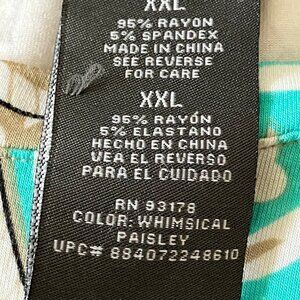 XXL
95% RAYON
5% SPANDEX
MADE IN CHINA
SEE REVERSE
FOR CARE
XXL
95% RAYÓN
5% ELASTANO
HECHO EN CHINA
VEA EL REVERSO
PARA EL CUIDADO
RN 93178
COLOR: WHIMSICAL
PAISLEY
UPC# 884072248610